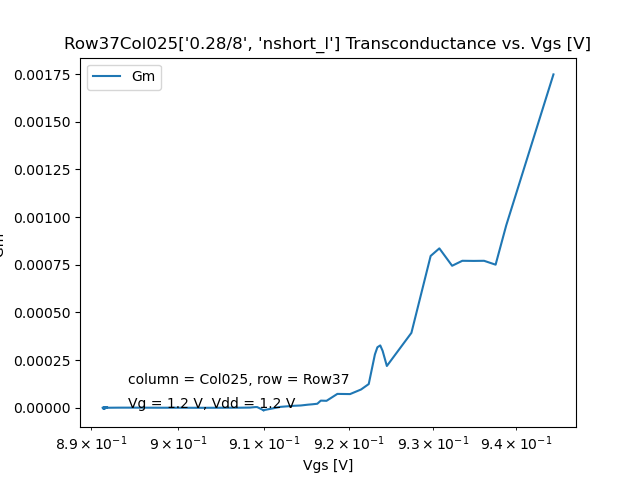 Row37Col025['0.28/8', 'nshort_l'] Transconductance vs. Vgs [V]
Gm
0.00175
0.00150
0.00125
0.00100
0.00075
0.00050
0.00025
0.00000
Gm
column = Col025, row = Row37
Vg = 1.2 V, Vdd = 1.2 V
8.9 × 10⁻¹ 9 × 10⁻¹ 9.1 × 10⁻¹ 9.2 × 10⁻¹ 9.3 × 10⁻¹ 9.4 × 10⁻¹
Vgs [V]